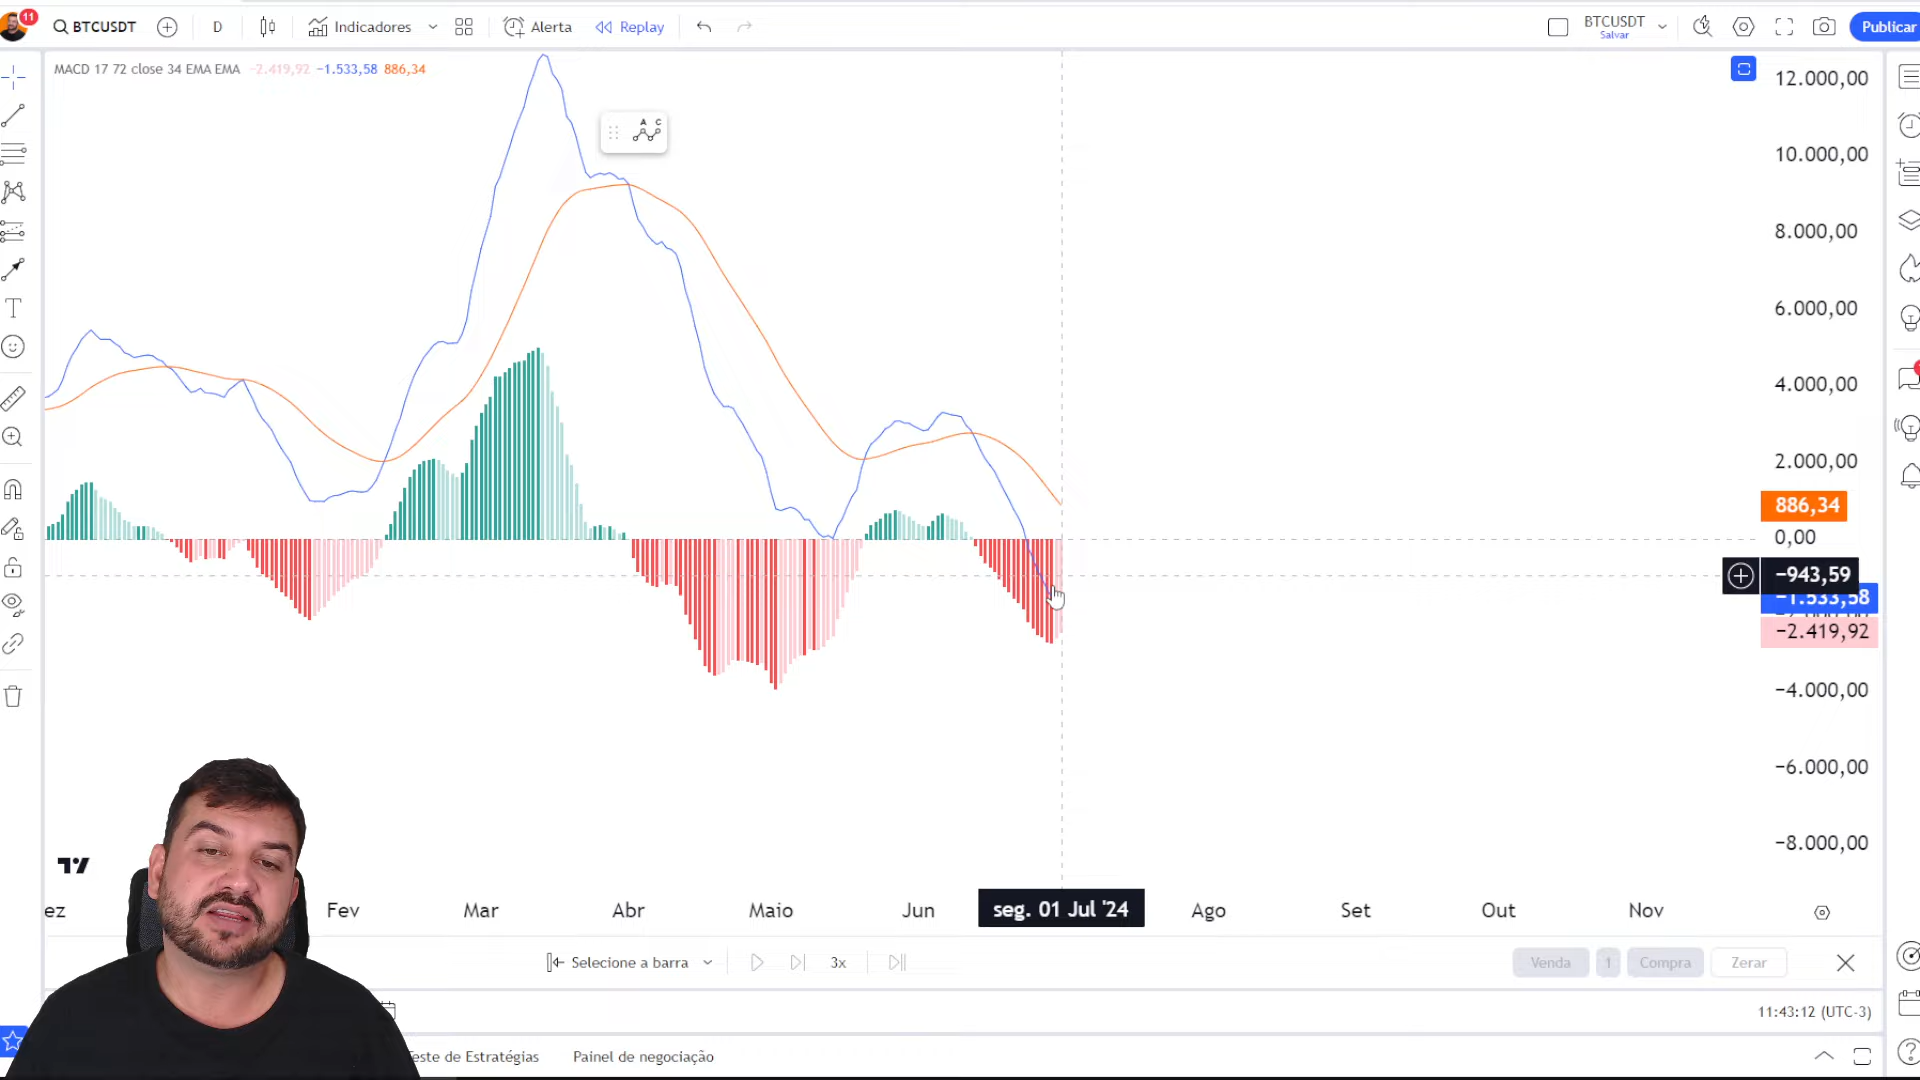 11
BTCUSDT
D
Indicadores
Alerta
Replay
BTCUSDT
Salvar
Publicar
MACD 17 72 close 34 EMA EMA −2.419,92 −1.533,58 886,34
A C
12.000,00
10.000,00
8.000,00
6.000,00
4.000,00
2.000,00
886,34
0,00
−943,59
−1.533,58
−2.419,92
−4.000,00
−6.000,00
−8.000,00
ez
Fev
Mar
Abr
Maio
Jun
seg. 01 Jul '24
Ago
Set
Out
Nov
Selecione a barra
3x
Venda
1
Compra
Zerar
11:43:12 (UTC-3)
este de Estratégias
Painel de negociação